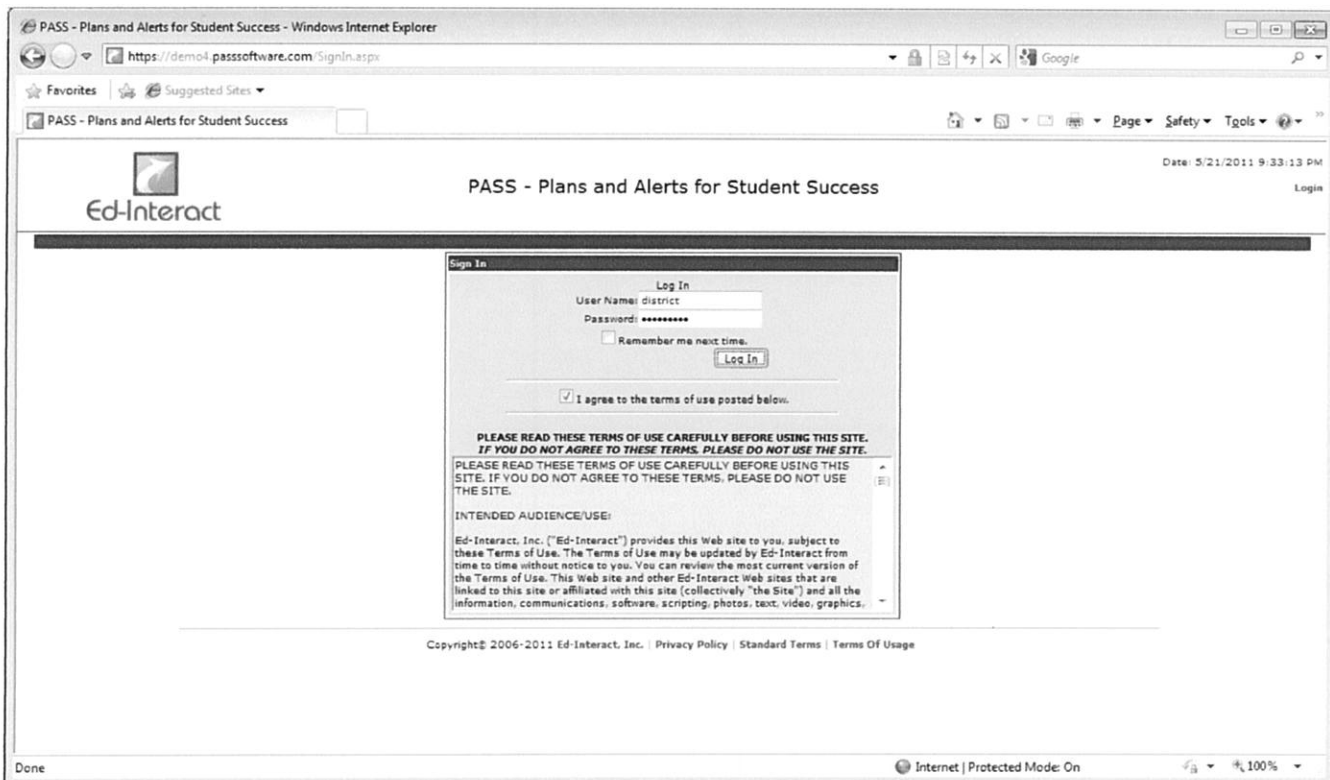 PASS - Plans and Alerts for Student Success - Windows Internet Explorer
https://demo4.passsoftware.com/SignIn.aspx
Google
Favorites
Suggested Sites
PASS - Plans and Alerts for Student Success
Page Safety Tools
Date: 5/21/2011 9:33:13 PM
Ed-Interact
PASS - Plans and Alerts for Student Success
Login
Sign In
Log In
User Name: district
Password: •••••••••
Remember me next time.
Log In
I agree to the terms of use posted below.
PLEASE READ THESE TERMS OF USE CAREFULLY BEFORE USING THIS SITE.
IF YOU DO NOT AGREE TO THESE TERMS, PLEASE DO NOT USE THE SITE.
PLEASE READ THESE TERMS OF USE CAREFULLY BEFORE USING THIS
SITE. IF YOU DO NOT AGREE TO THESE TERMS, PLEASE DO NOT USE
THE SITE.
INTENDED AUDIENCE/USE:
Ed-Interact, Inc. ("Ed-Interact") provides this Web site to you, subject to
these Terms of Use. The Terms of Use may be updated by Ed-Interact from
time to time without notice to you. You can review the most current version of
the Terms of Use. This Web site and other Ed-Interact Web sites that are
linked to this site or affiliated with this site (collectively "the Site") and all the
information, communications, software, scripting, photos, text, video, graphics,
Copyright© 2006-2011 Ed-Interact, Inc. | Privacy Policy | Standard Terms | Terms Of Usage
Done
Internet | Protected Mode: On
100%